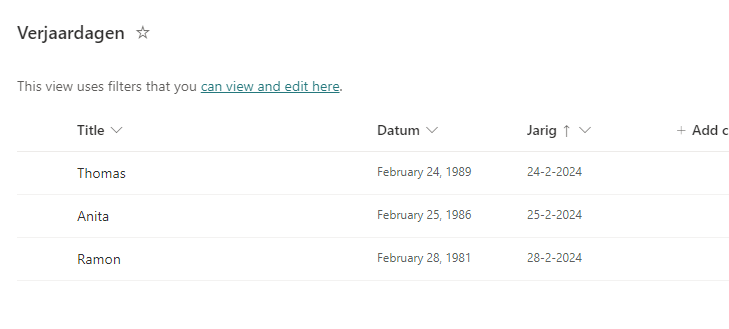 Verjaardagen
This view uses filters that you can view and edit here.
Title Datum Jarig ↑ + Add c
Thomas February 24, 1989 24-2-2024
Anita February 25, 1986 25-2-2024
Ramon February 28, 1981 28-2-2024